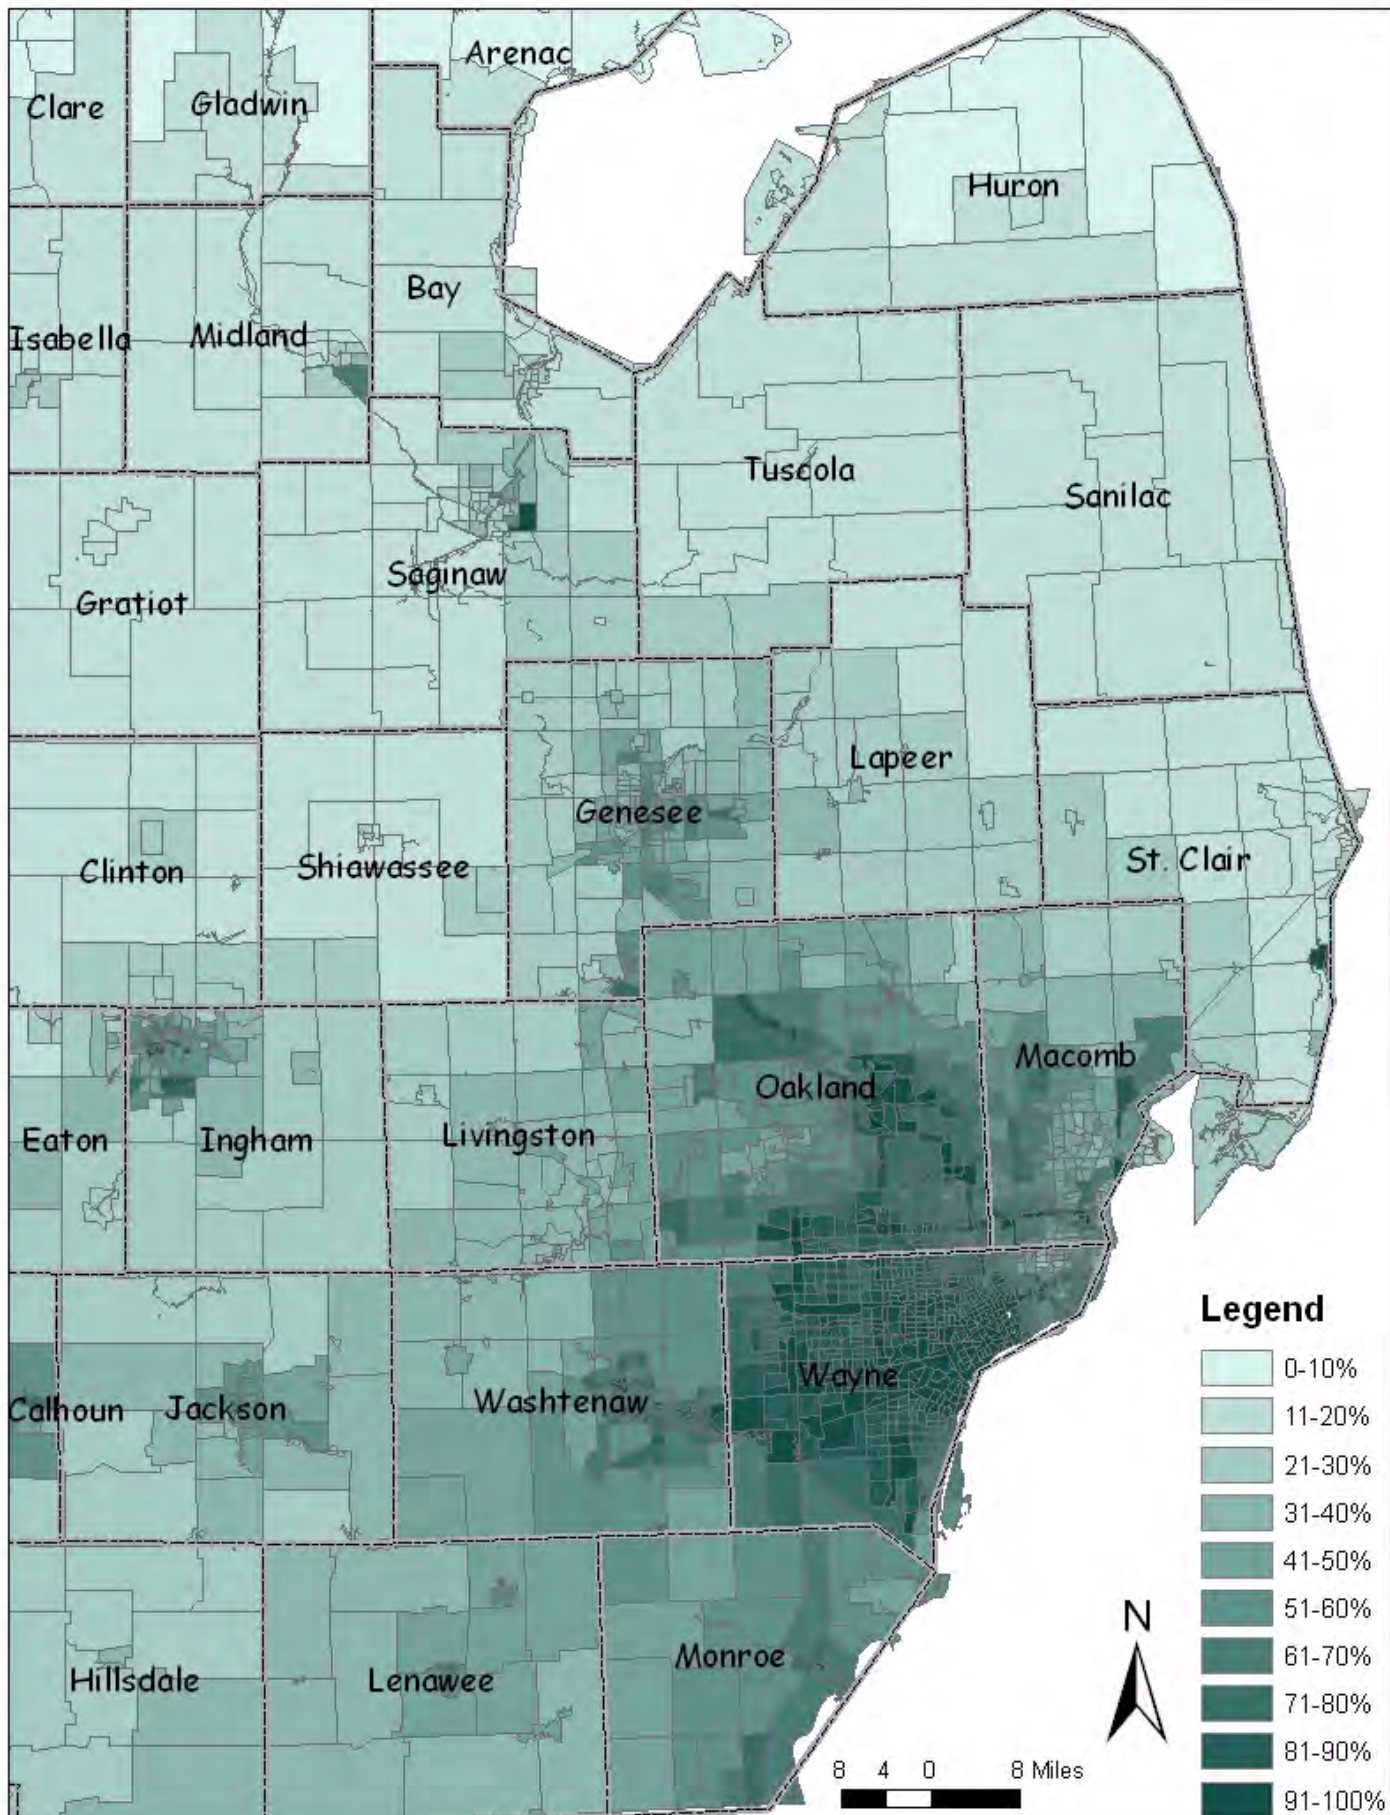 Arenac
Clare
Gladwin
Huron
Bay
Isabella
Midland
Tuscola
Sanilac
Saginaw
Gratiot
Lapeer
Genesee
Clinton
Shiawassee
St. Clair
Macomb
Oakland
Eaton
Ingham
Livingston
Legend
0-10%
11-20%
21-30%
31-40%
41-50%
51-60%
61-70%
71-80%
81-90%
91-100%
Wayne
Calhoun
Jackson
Washtenaw
Hillsdale
Lenawee
Monroe
N
8 4 0 8 Miles